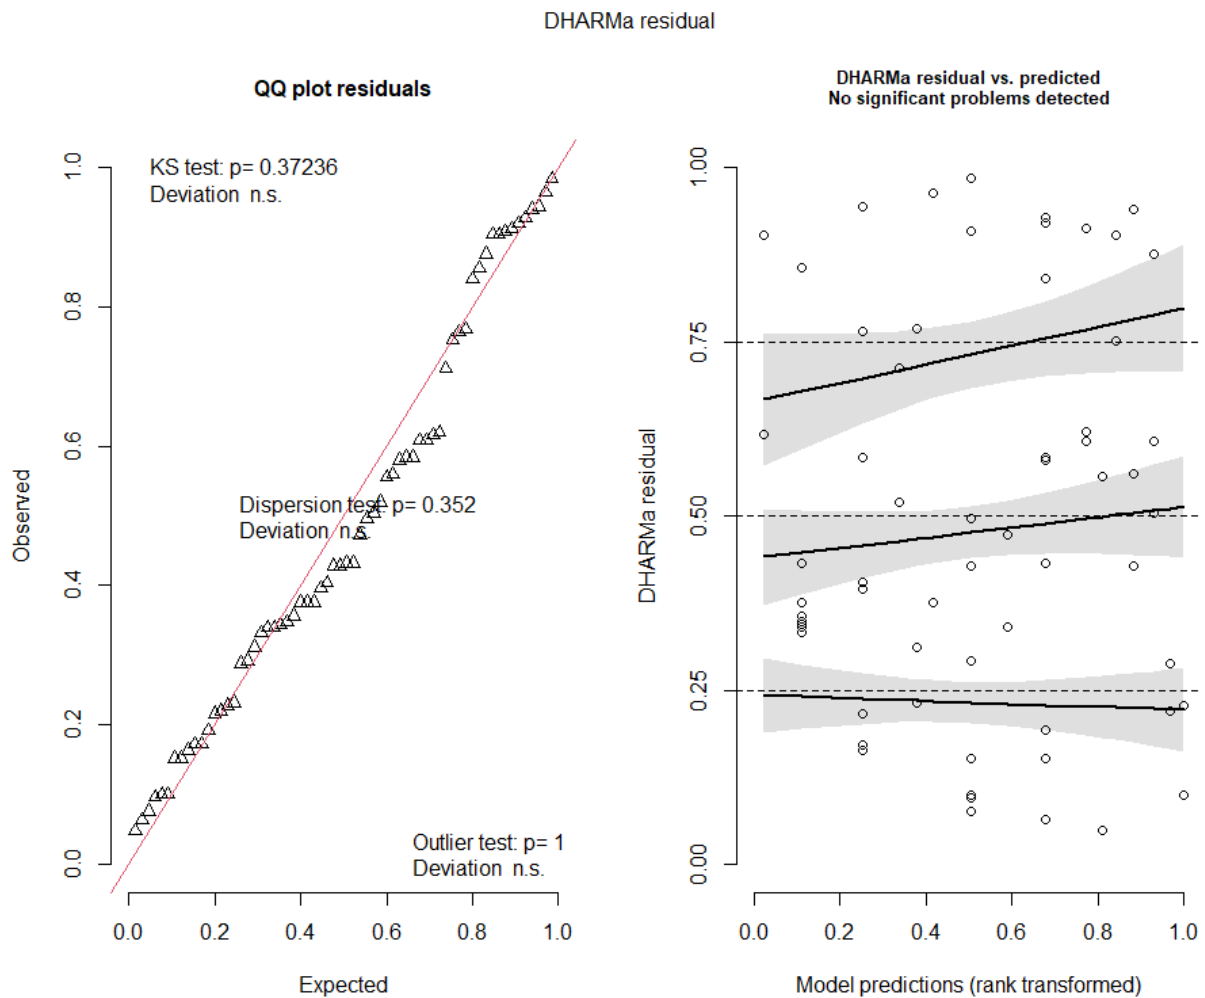 DHARMa residual
QQ plot residuals
KS test: p= 0.37236
Deviation n.s.
Dispersion test: p= 0.352
Deviation n.s.
Outlier test: p= 1
Deviation n.s.
Observed
0.0
0.2
0.4
0.6
0.8
1.0
0.0 0.2 0.4 0.6 0.8 1.0
Expected
DHARMa residual vs. predicted
No significant problems detected
DHARMa residual
0.00
0.25
0.50
0.75
1.00
0.0 0.2 0.4 0.6 0.8 1.0
Model predictions (rank transformed)